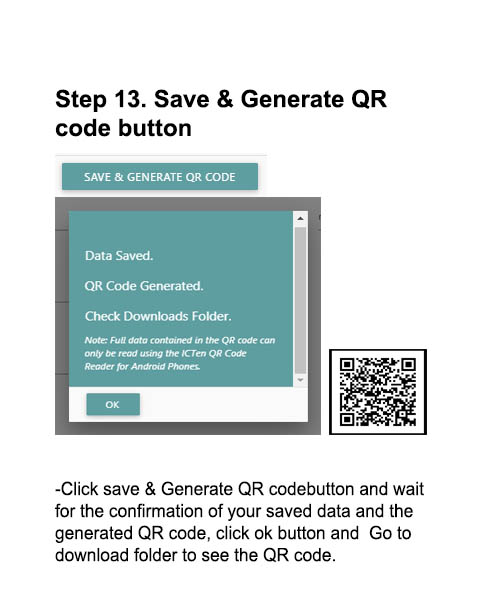 Step 13. Save & Generate QR
code button
SAVE & GENERATE QR CODE
Data Saved.
QR Code Generated.
Check Downloads Folder.
Note: Full data contained in the QR code can
only be read using the ICTen QR Code
Reader for Android Phones.
OK
-Click save & Generate QR codebutton and wait
for the confirmation of your saved data and the
generated QR code, click ok button and  Go to
download folder to see the QR code.